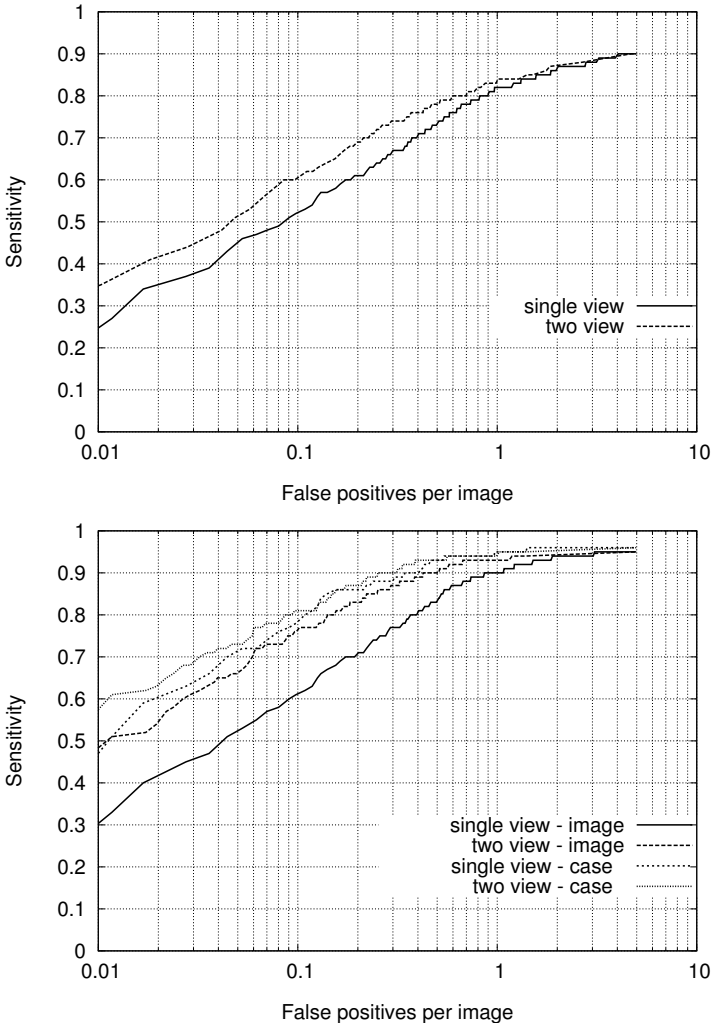 1
0.9
0.8
0.7
0.6
0.5
0.4
0.3
0.2
0.1
0
Sensitivity
single view
two view
0.01 0.1 1 10
False positives per image
1
0.9
0.8
0.7
0.6
0.5
0.4
0.3
0.2
0.1
0
Sensitivity
single view - image
two view - image
single view - case
two view - case
0.01 0.1 1 10
False positives per image